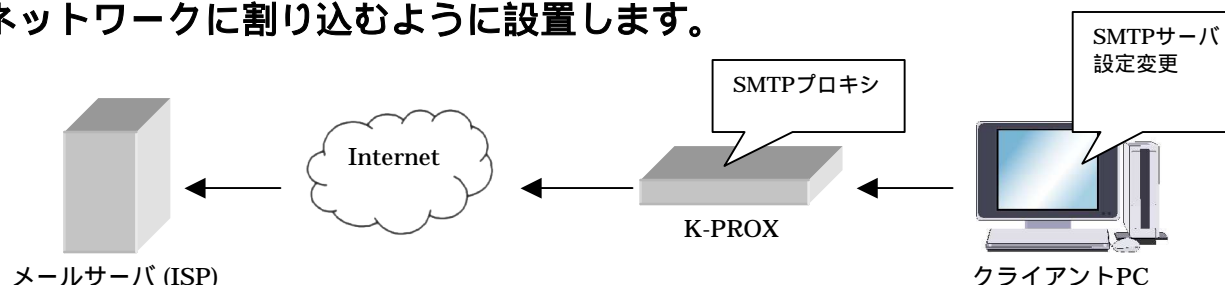 ネットワークに割り込むように設置します。
SMTPサーバ
設定変更
SMTPプロキシ
Internet
K-PROX
メールサーバ (ISP)
クライアントPC